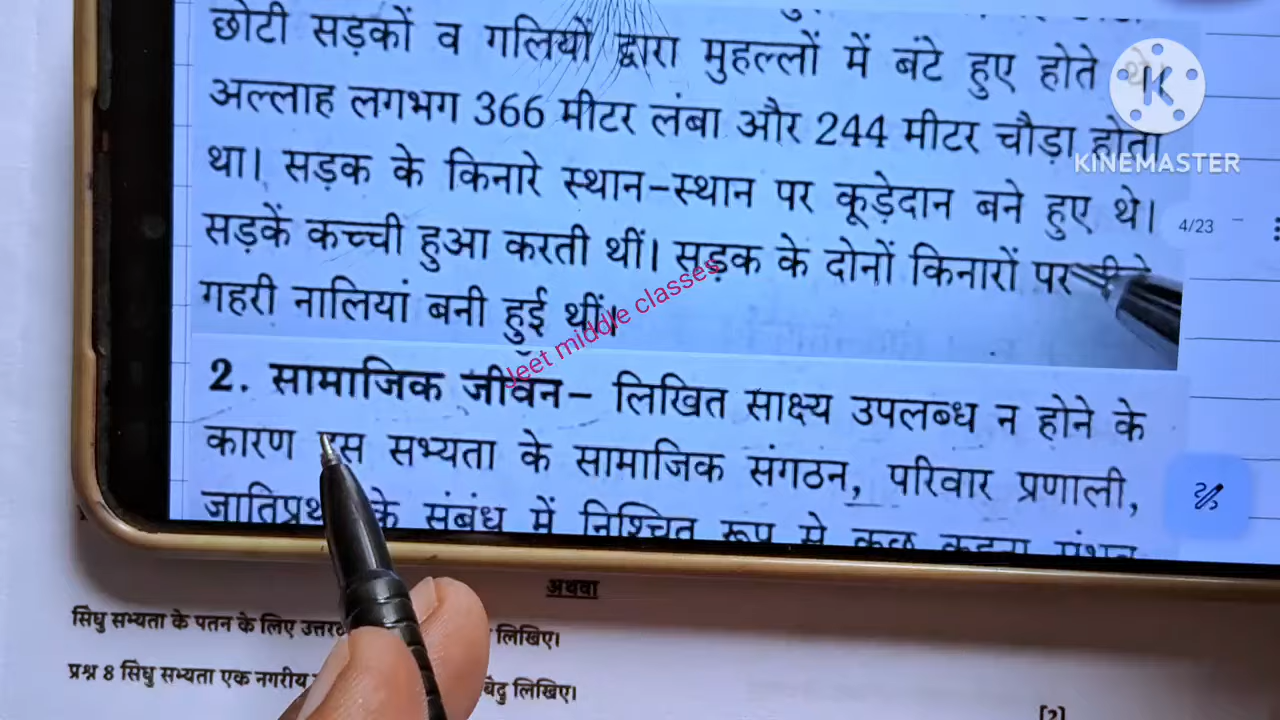 छोटी सड़कों व गलियों द्वारा मुहल्लों में बंटे हुए होते थे।
अल्लाह लगभग 366 मीटर लंबा और 244 मीटर चौड़ा होता
था। सड़क के किनारे स्थान-स्थान पर कूड़ेदान बने हुए थे।
सड़कें कच्ची हुआ करती थीं। सड़क के दोनों किनारों पर
गहरी नालियां बनी हुई थीं।
2. सामाजिक जीवन- लिखित साक्ष्य उपलब्ध न होने के
कारण इस सभ्यता के सामाजिक संगठन, परिवार प्रणाली,
के संबंध में निश्चित रूप से कुछ कहना
KINEMASTER
4/23
Jeet middle classes
अथवा
सिंधु सभ्यता के पतन के लिए लिखिए।
प्रश्न 8 सिंधु सभ्यता एक नगरीय लिखिए।
[2]